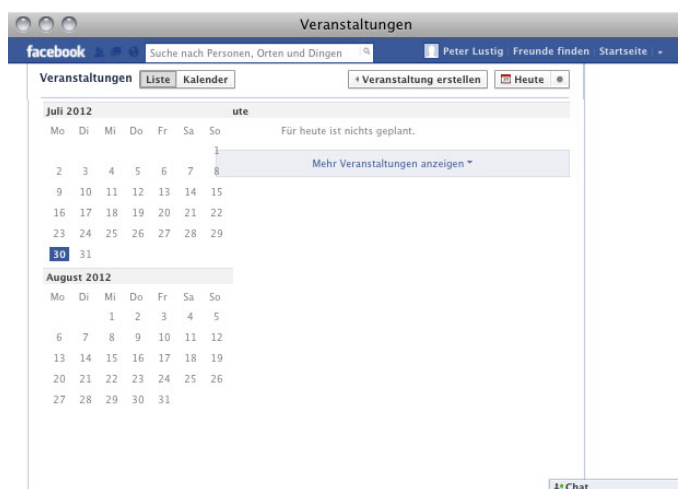 Veranstaltungen
facebook Suche nach Personen, Orten und Dingen Peter Lustig Freunde finden Startseite
Veranstaltungen Liste Kalender Veranstaltung erstellen Heute
Juli 2012 ute
Mo Di Mi Do Fr Sa So Für heute ist nichts geplant.
1
2 3 4 5 6 7 8 Mehr Veranstaltungen anzeigen
9 10 11 12 13 14 15
16 17 18 19 20 21 22
23 24 25 26 27 28 29
30 31
August 2012
Mo Di Mi Do Fr Sa So
1 2 3 4 5
6 7 8 9 10 11 12
13 14 15 16 17 18 19
20 21 22 23 24 25 26
27 28 29 30 31
Chat